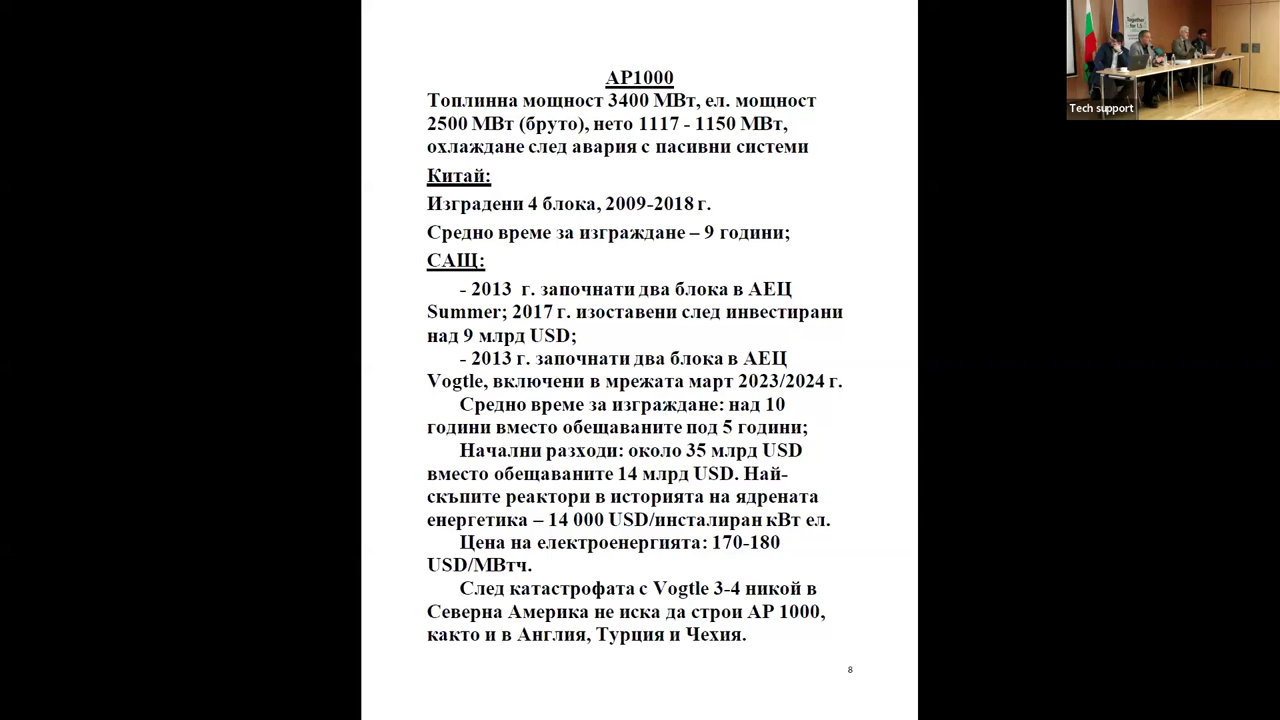 АР1000
Топлинна мощност 3400 МВт, ел. мощност
2500 МВт (бруто), нето 1117 - 1150 МВт,
охлаждане след авария с пасивни системи
Китай:
Изградени 4 блока, 2009-2018 г.
Средно време за изграждане – 9 години;
САЩ:
- 2013 г. започнати два блока в АЕЦ
Summer; 2017 г. изоставени след инвестирани
над 9 млрд USD;
- 2013 г. започнати два блока в АЕЦ
Vogtle, включени в мрежата март 2023/2024 г.
Средно време за изграждане: над 10
години вместо обещаваните под 5 години;
Начални разходи: около 35 млрд USD
вместо обещаваните 14 млрд USD. Най-
скъпите реактори в историята на ядрената
енергетика – 14 000 USD/инсталиран кВт ел.
Цена на електроенергията: 170-180
USD/МВтч.
След катастрофата с Vogtle 3-4 никой в
Северна Америка не иска да строи АР 1000,
както и в Англия, Турция и Чехия.
8
Together
for 1.5
Tech support